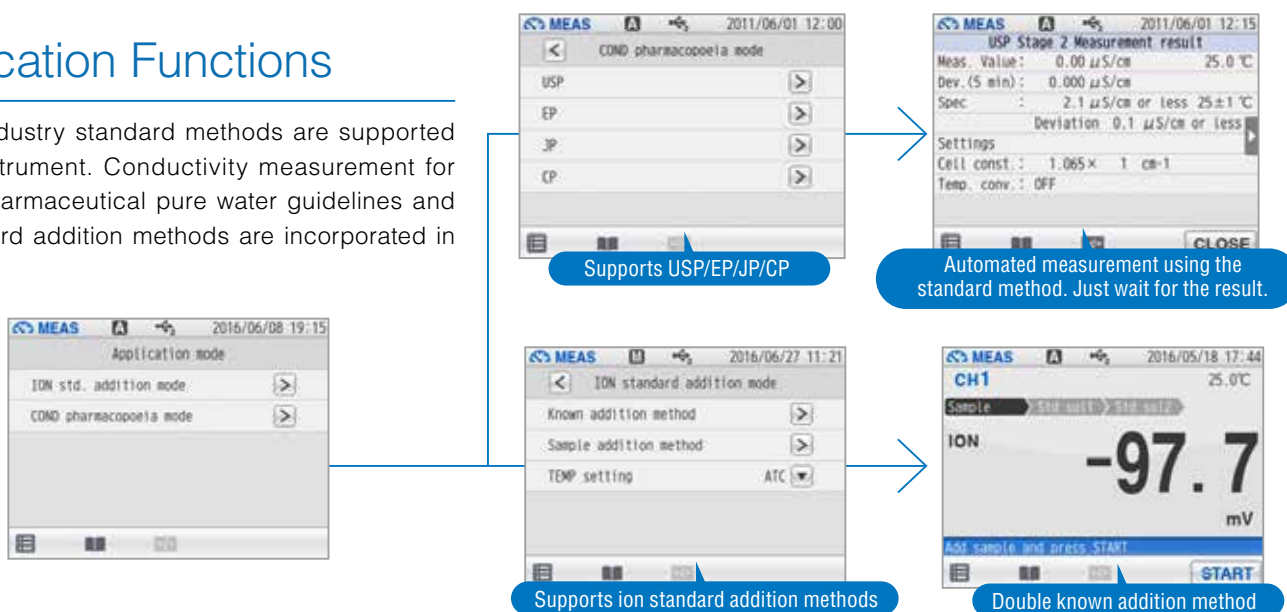 cation Functions
dustry standard methods are supported
trument. Conductivity measurement for
armaceutical pure water guidelines and
rd addition methods are incorporated in
MEAS A 2016/06/08 19:15
Application mode
ION std. addition mode >
COND pharmacopoeia mode >
MEAS A 2011/06/01 12:00
< COND pharmacopoeia mode
USP >
EP >
JP >
CP >
Supports USP/EP/JP/CP
MEAS A 2011/06/01 12:15
USP Stage 2 Measurement result
Meas. Value: 0.00 μS/cm 25.0 ℃
Dev.(5 min): 0.000 μS/cm
Spec : 2.1 μS/cm or less 25±1 ℃
Deviation 0.1 μS/cm or less
Settings
Cell const.: 1.065× 1 cm-1
Temp. conv.: OFF
CLOSE
Automated measurement using the
standard method. Just wait for the result.
MEAS M 2016/06/27 11:21
< ION standard addition mode
Known addition method >
Sample addition method >
TEMP setting ATC ▼
Supports ion standard addition methods
MEAS A 2016/05/18 17:44
CH1 25.0℃
Sample Std sol1 Std sol2
ION -97.7
mV
Add sample and press START
START
Double known addition method